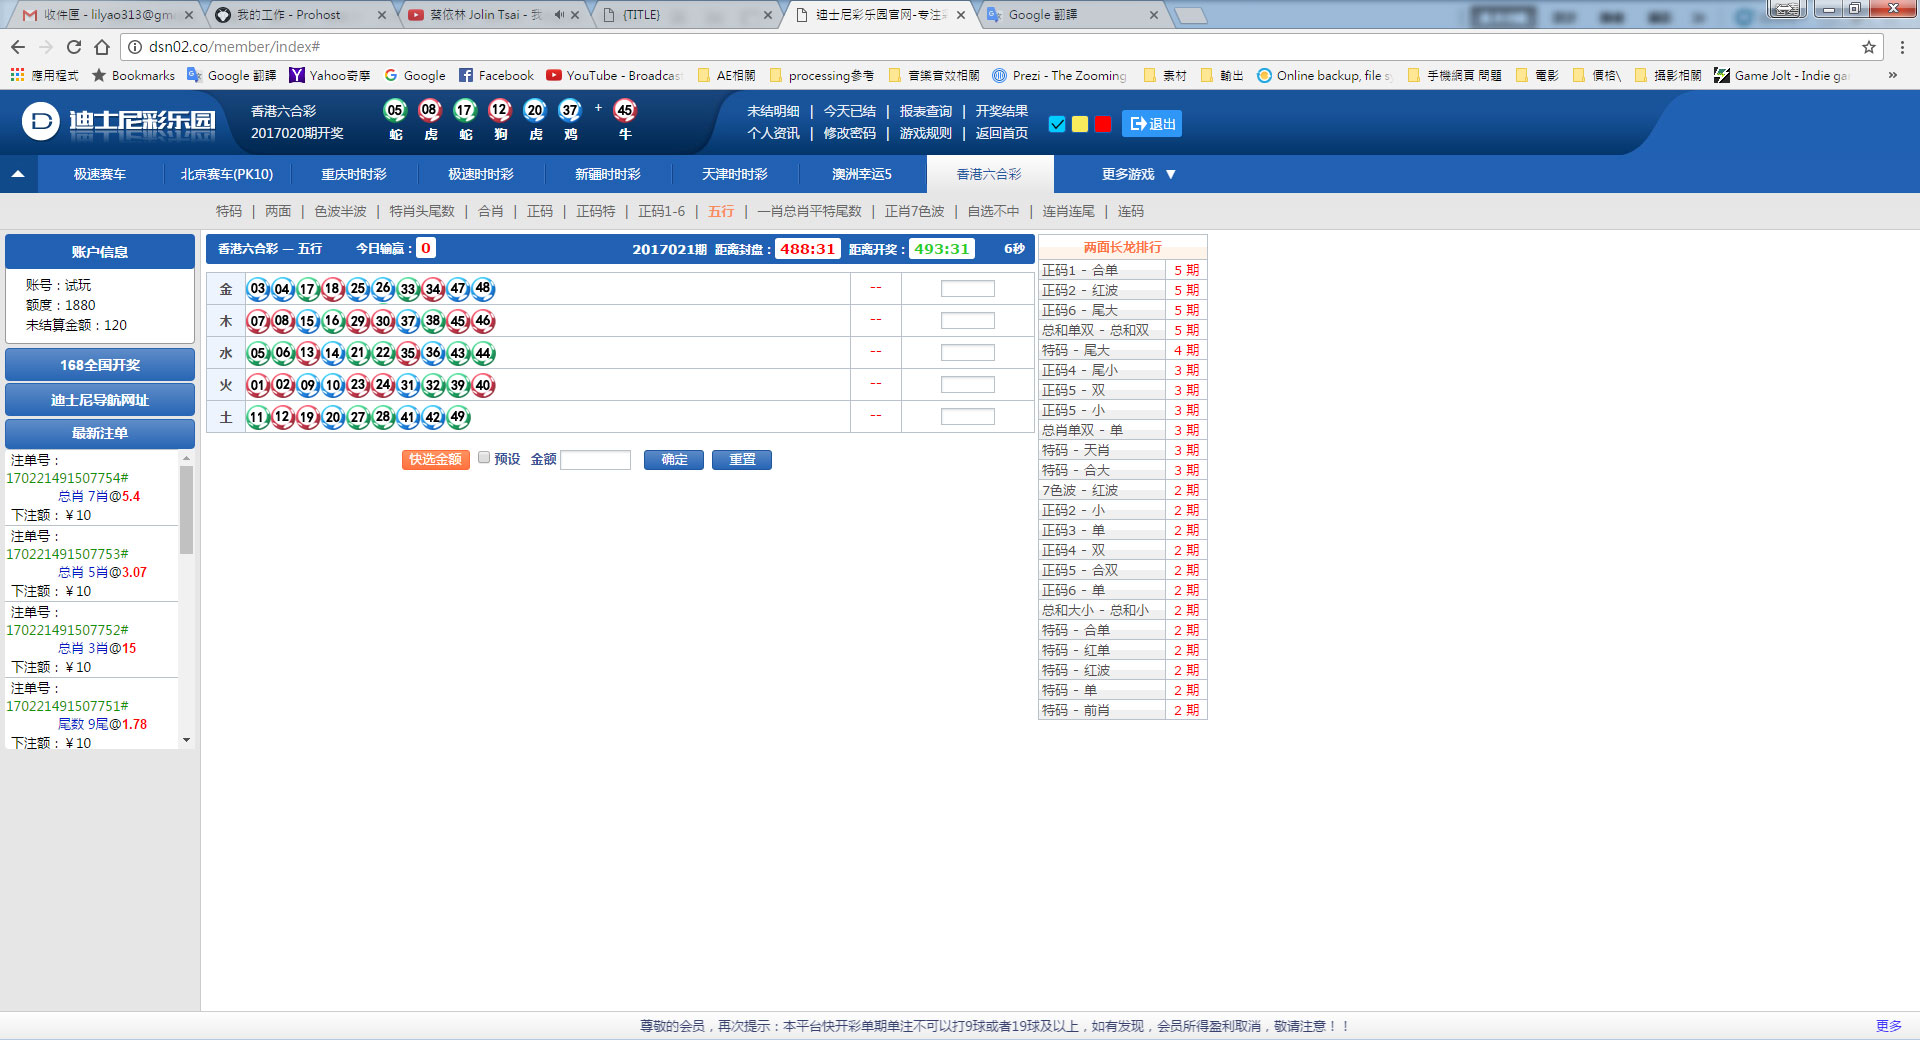 收件匣 - lilyao313@gm
我的工作 - Prohost
蔡依林 Jolin Tsai - 我
{TITLE}
迪士尼彩乐园官网-专注
Google 翻譯
dsn02.co/member/index#
應用程式 Bookmarks Google 翻譯 Yahoo奇摩 Google Facebook YouTube - Broadcas AE相關 processing參考 音樂音效相關 Prezi - The Zooming 素材 輸出 Online backup, file s 手機網頁 問題 電影 價格\ 攝影相關 Game Jolt - Indie ga »
迪士尼彩乐园
香港六合彩
2017020期开奖
05 08 17 12 20 37 + 45
蛇 虎 蛇 狗 虎 鸡 牛
未结明细 | 今天已结 | 报表查询 | 开奖结果
个人资讯 | 修改密码 | 游戏规则 | 返回首页
退出
极速赛车 北京赛车(PK10) 重庆时时彩 极速时时彩 新疆时时彩 天津时时彩 澳洲幸运5 香港六合彩 更多游戏 ▼
特码 | 两面 | 色波半波 | 特肖头尾数 | 合肖 | 正码 | 正码特 | 正码1-6 | 五行 | 一肖总肖平特尾数 | 正肖7色波 | 自选不中 | 连肖连尾 | 连码
账户信息
账号：试玩
额度：1880
未结算金额：120
168全国开奖
迪士尼导航网址
最新注单
注单号：
170221491507754#
总肖 7肖@5.4
下注额：￥10
注单号：
170221491507753#
总肖 5肖@3.07
下注额：￥10
注单号：
170221491507752#
总肖 3肖@15
下注额：￥10
注单号：
170221491507751#
尾数 9尾@1.78
下注额：￥10
香港六合彩 — 五行 今日输赢：0 2017021期 距离封盘：488:31 距离开奖：493:31 6秒
金 03 04 17 18 25 26 33 34 47 48 --
木 07 08 15 16 29 30 37 38 45 46 --
水 05 06 13 14 21 22 35 36 43 44 --
火 01 02 09 10 23 24 31 32 39 40 --
土 11 12 19 20 27 28 41 42 49 --
快选金额 预设 金额 确定 重置
两面长龙排行
正码1 - 合单 5 期
正码2 - 红波 5 期
正码6 - 尾大 5 期
总和单双 - 总和双 5 期
特码 - 尾大 4 期
正码4 - 尾小 3 期
正码5 - 双 3 期
正码5 - 小 3 期
总肖单双 - 单 3 期
特码 - 天肖 3 期
特码 - 合大 3 期
7色波 - 红波 2 期
正码2 - 小 2 期
正码3 - 单 2 期
正码4 - 双 2 期
正码5 - 合双 2 期
正码6 - 单 2 期
总和大小 - 总和小 2 期
特码 - 合单 2 期
特码 - 红单 2 期
特码 - 红波 2 期
特码 - 单 2 期
特码 - 前肖 2 期
尊敬的会员，再次提示：本平台快开彩单期单注不可以打9球或者19球及以上，如有发现，会员所得盈利取消，敬请注意！！
更多